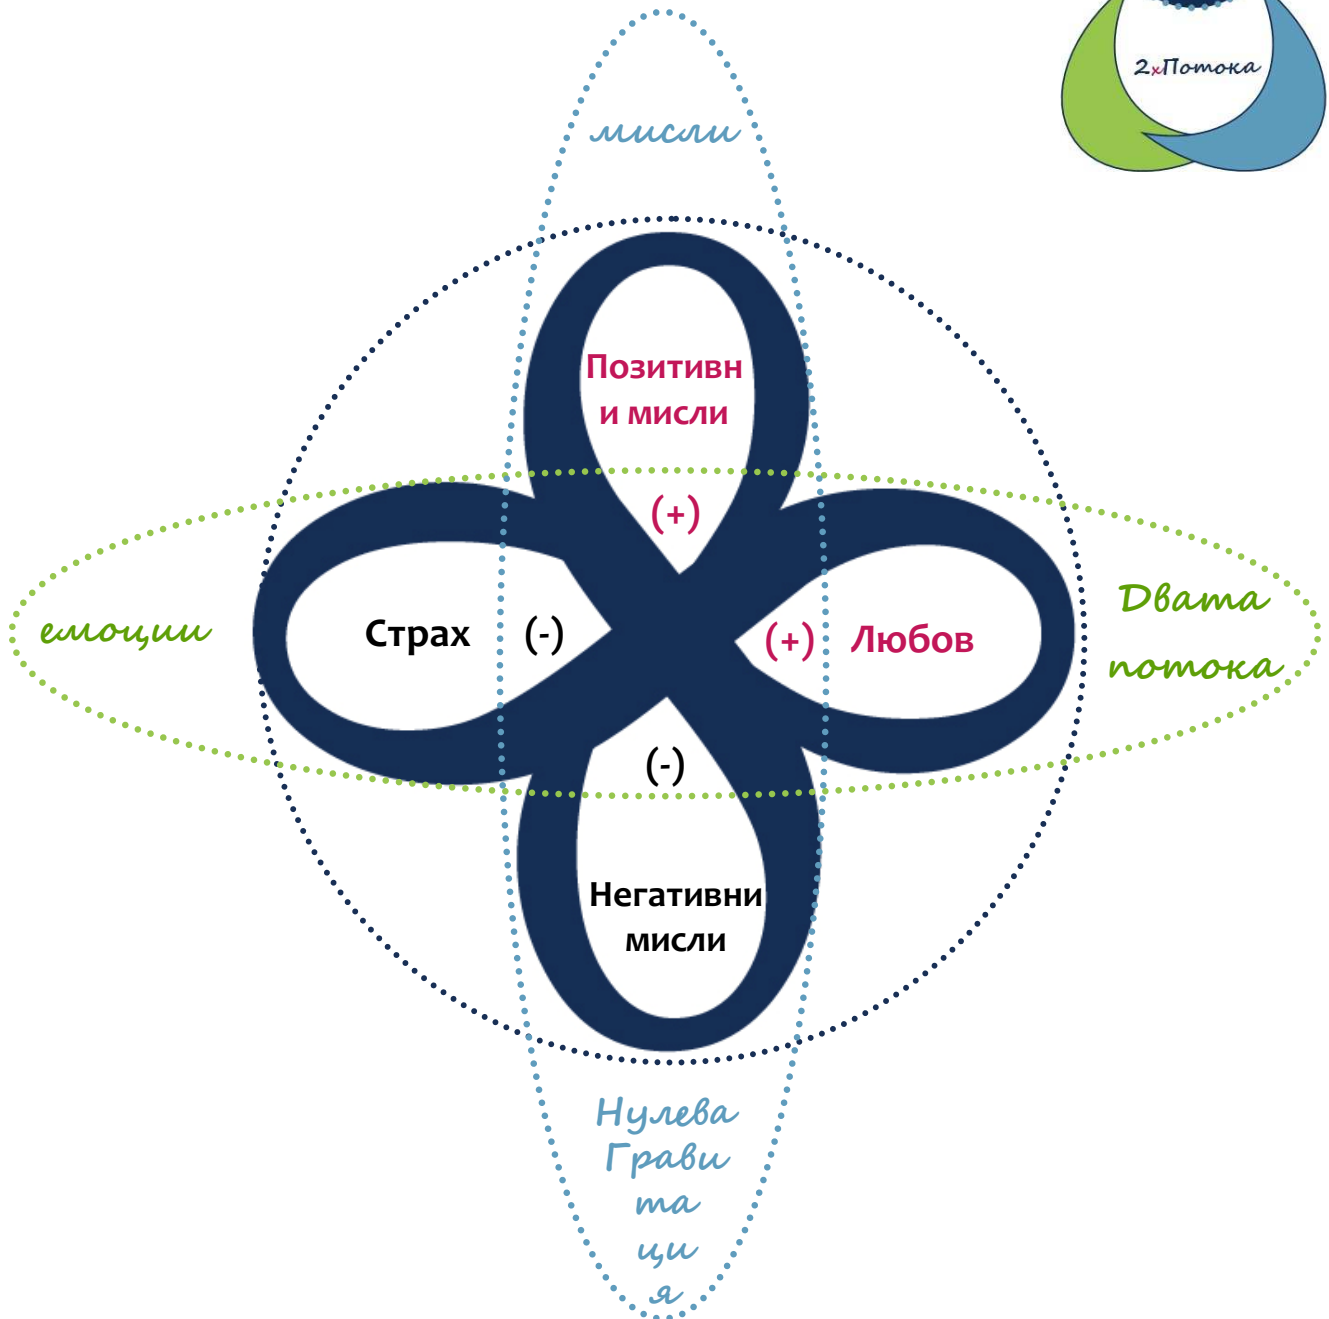 2xПотока
мисли
Позитивн
и мисли
(+)
емоции
Страх
(-)
(+)
Любов
Двата
потока
(-)
Негативни
мисли
Нулева
Грави
та
ци
я